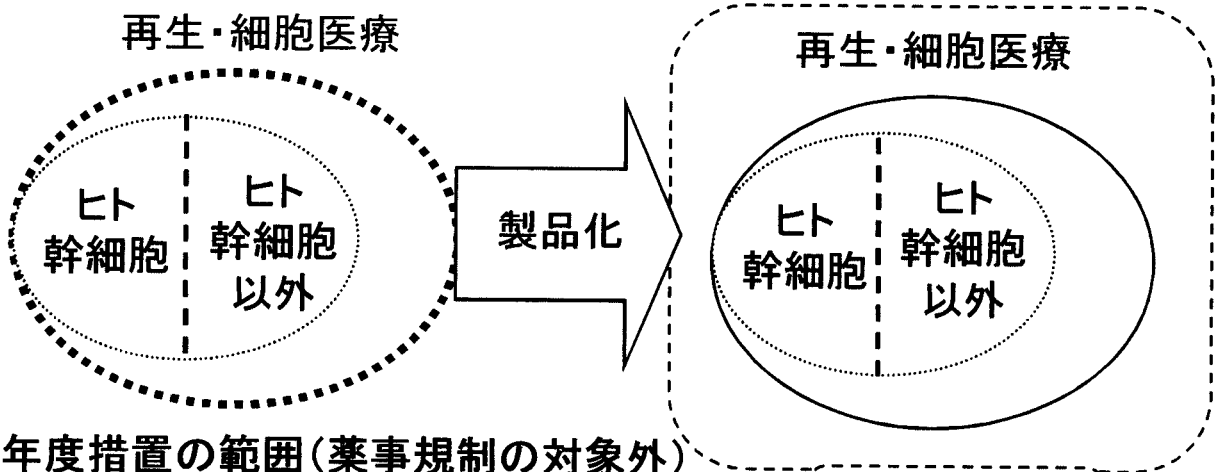 再生・細胞医療
ヒト
幹細胞
ヒト
幹細胞
以外
製品化
再生・細胞医療
ヒト
幹細胞
ヒト
幹細胞
以外
年度措置の範囲(薬事規制の対象外)